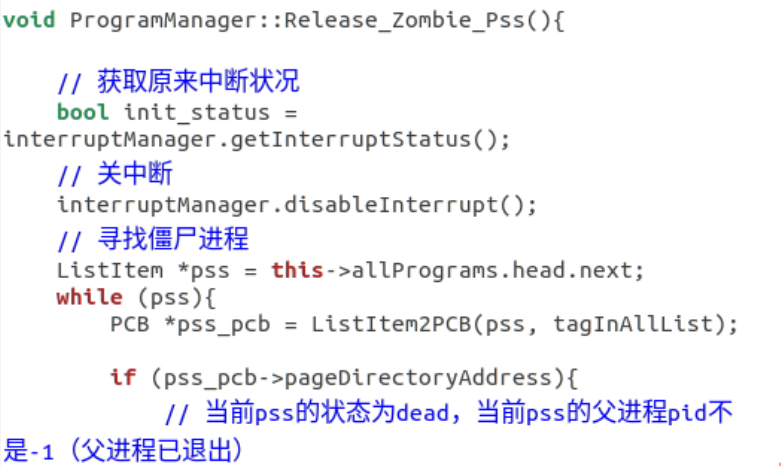 void ProgramManager::Release_Zombie_Pss(){
// 获取原来中断状况
bool init_status =
interruptManager.getInterruptStatus();
// 关中断
interruptManager.disableInterrupt();
// 寻找僵尸进程
ListItem *pss = this->allPrograms.head.next;
while (pss){
PCB *pss_pcb = ListItem2PCB(pss, tagInAllList);
if (pss_pcb->pageDirectoryAddress){
// 当前pss的状态为dead，当前pss的父进程pid不
是-1（父进程已退出）